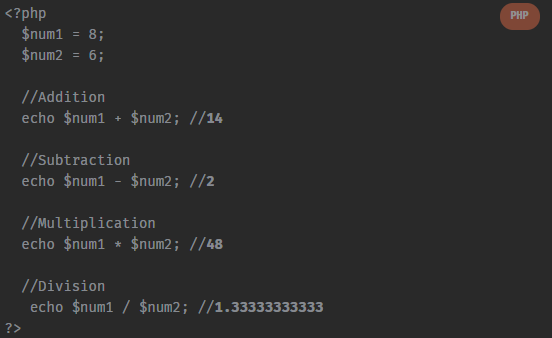 <?php
PHP
$num1 = 8;
$num2 = 6;
//Addition
echo $num1 + $num2; //14
//Subtraction
echo $num1 - $num2; //2
//Multiplication
echo $num1 * $num2; //48
//Division
echo $num1 / $num2; //1.33333333333
?>